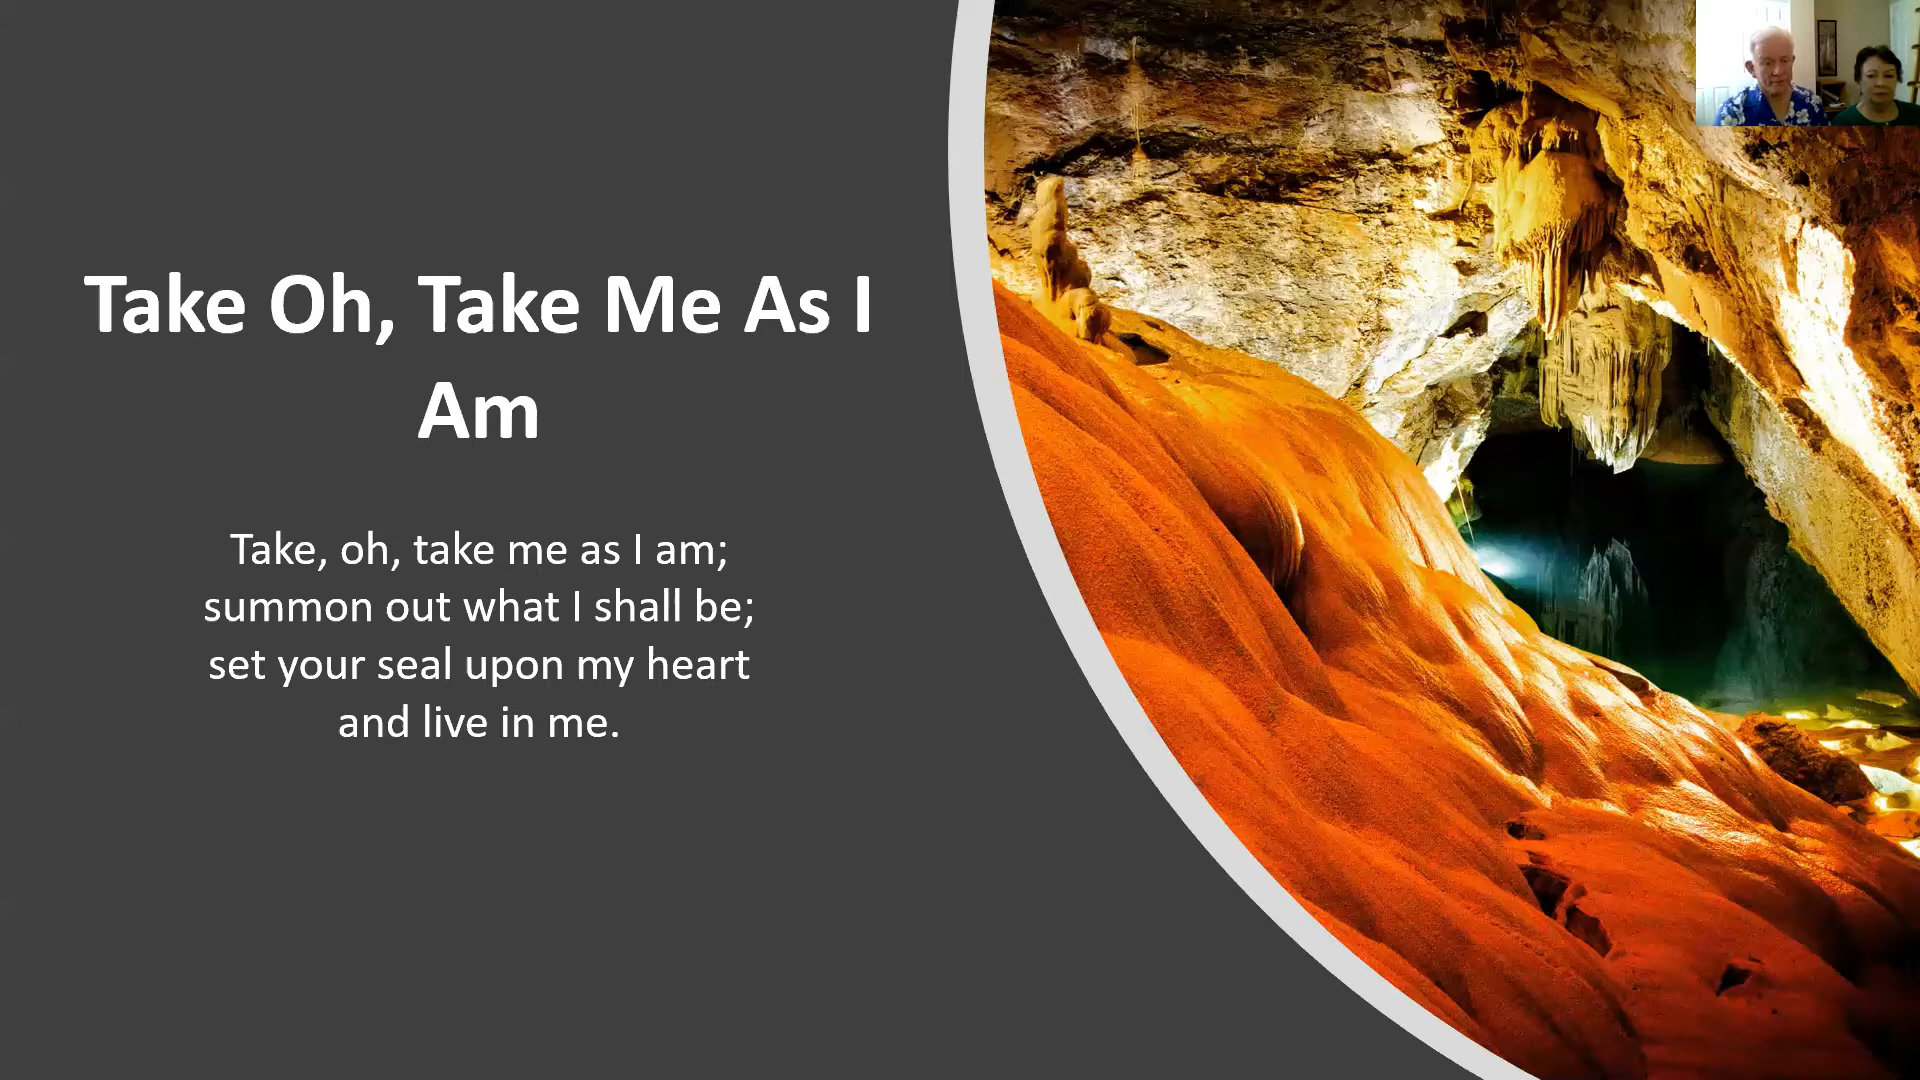 Take Oh, Take Me As I
Am
Take, oh, take me as I am;
summon out what I shall be;
set your seal upon my heart
and live in me.